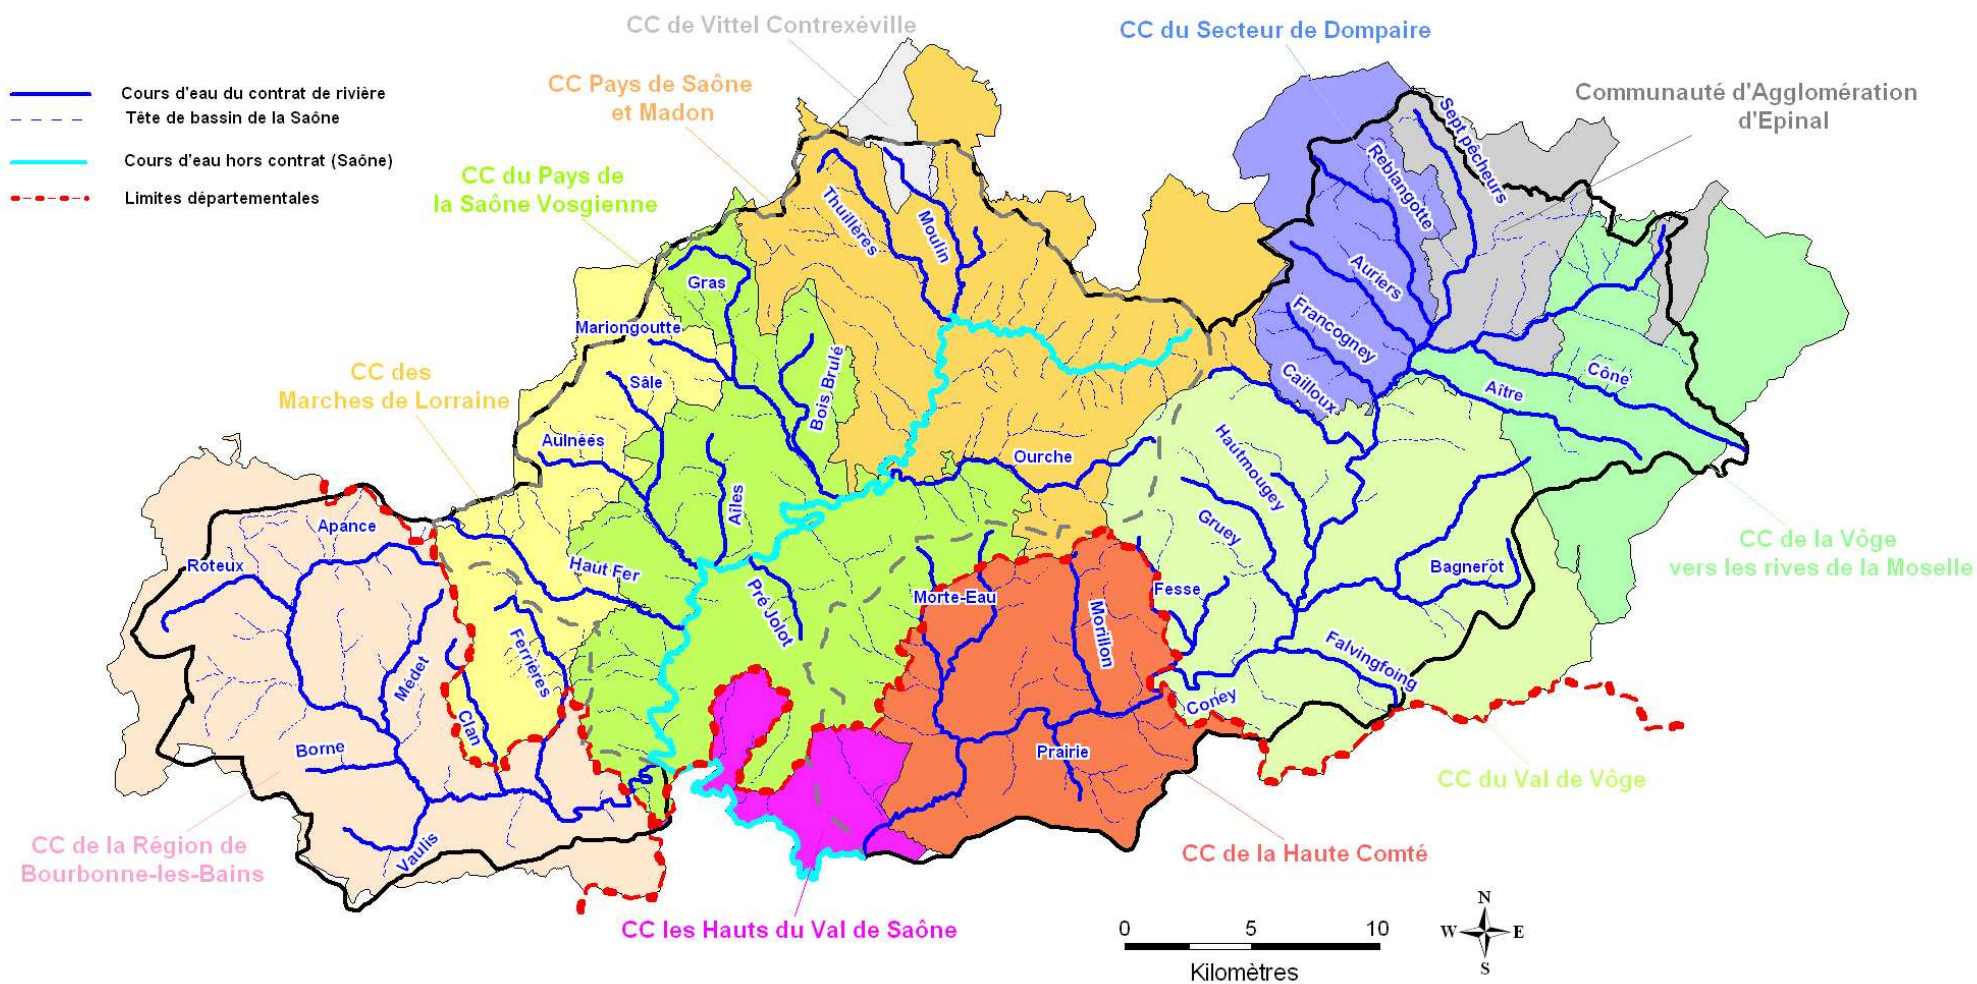 CC de Vittel Contrexéville
CC du Secteur de Dompaire
CC Pays de Saône
et Madon
Communauté d'Agglomération
d'Epinal
Cours d'eau du contrat de rivière
Tête de bassin de la Saône
Cours d'eau hors contrat (Saône)
Limites départementales
CC du Pays de
la Saône Vosgienne
Sept pêcheurs
Reblangotte
Thuillères
Moulin
Auriers
Gras
Francogney
Mariongoutte
Bois Brulé
Sâle
CC des
Marches de Lorraine
Cailloux
Cône
Aître
Aulnées
Ourche
Hautmougey
Aîles
Gruey
Apance
CC de la Vôge
vers les rives de la Moselle
Roteux
Haut Fer
Bagnerot
Pré Jolot
Morte-Eau
Fesse
Morillon
Ferrières
Médet
Falvingfoing
Coney
Clan
Borne
Prairie
CC du Val de Vôge
CC de la Région de
Bourbonne-les-Bains
Vaulis
CC de la Haute Comté
CC les Hauts du Val de Saône
0 5 10
Kilomètres
N
W E
S